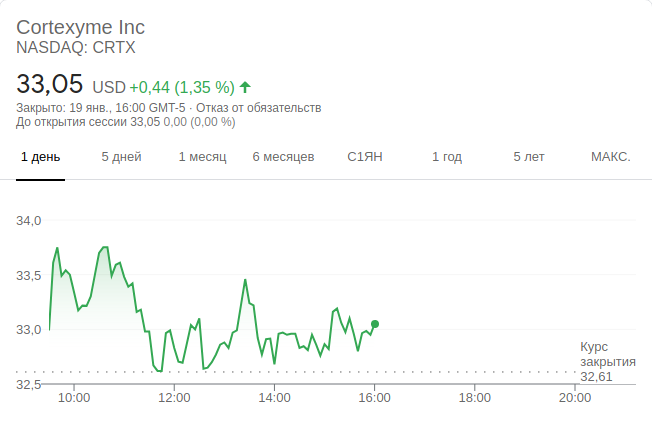 Cortexyme Inc
NASDAQ: CRTX
33,05 USD +0,44 (1,35 %)
Закрыто: 19 янв., 16:00 GMT-5 · Отказ от обязательств
До открытия сессии 33,05 0,00 (0,00 %)
1 день 5 дней 1 месяц 6 месяцев С1ЯН 1 год 5 лет МАКС.
34,0
33,5
33,0
Курс
закрытия
32,61
32,5
10:00 12:00 14:00 16:00 18:00 20:00